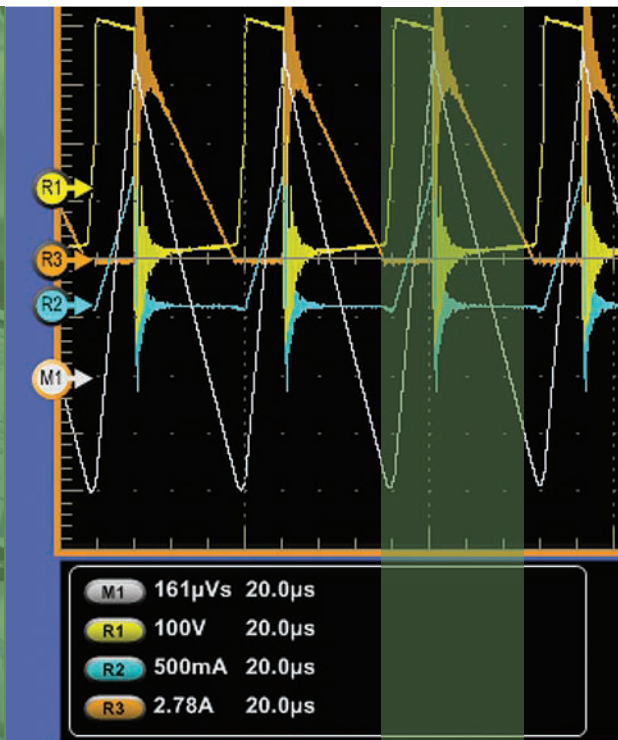 R1
R3
R2
M1
M1 161µVs 20.0µs
R1 100V 20.0µs
R2 500mA 20.0µs
R3 2.78A 20.0µs